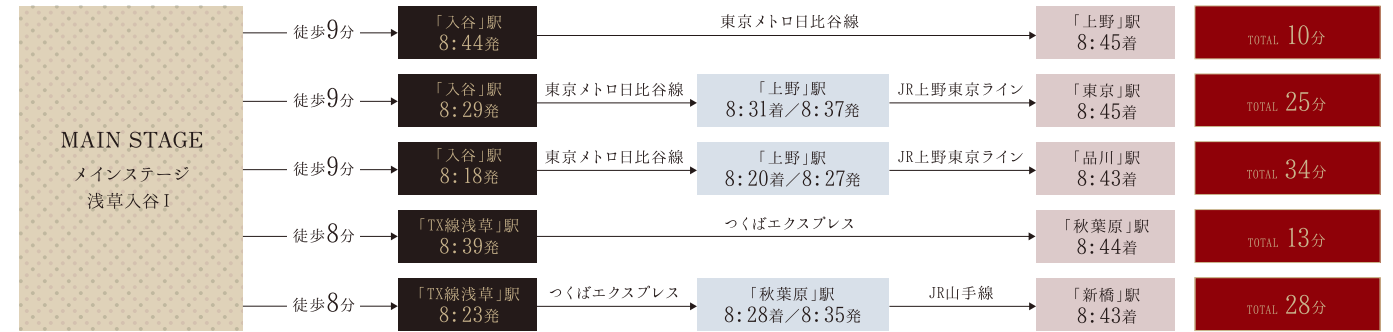 MAIN STAGE
メインステージ
浅草入谷Ⅰ
徒歩9分
「入谷」駅
8:44発
東京メトロ日比谷線
「上野」駅
8:45着
TOTAL 10分
徒歩9分
「入谷」駅
8:29発
東京メトロ日比谷線
「上野」駅
8:31着／8:37発
JR上野東京ライン
「東京」駅
8:45着
TOTAL 25分
徒歩9分
「入谷」駅
8:18発
東京メトロ日比谷線
「上野」駅
8:20着／8:27発
JR上野東京ライン
「品川」駅
8:43着
TOTAL 34分
徒歩8分
「TX線浅草」駅
8:39発
つくばエクスプレス
「秋葉原」駅
8:44着
TOTAL 13分
徒歩8分
「TX線浅草」駅
8:23発
つくばエクスプレス
「秋葉原」駅
8:28着／8:35発
JR山手線
「新橋」駅
8:43着
TOTAL 28分